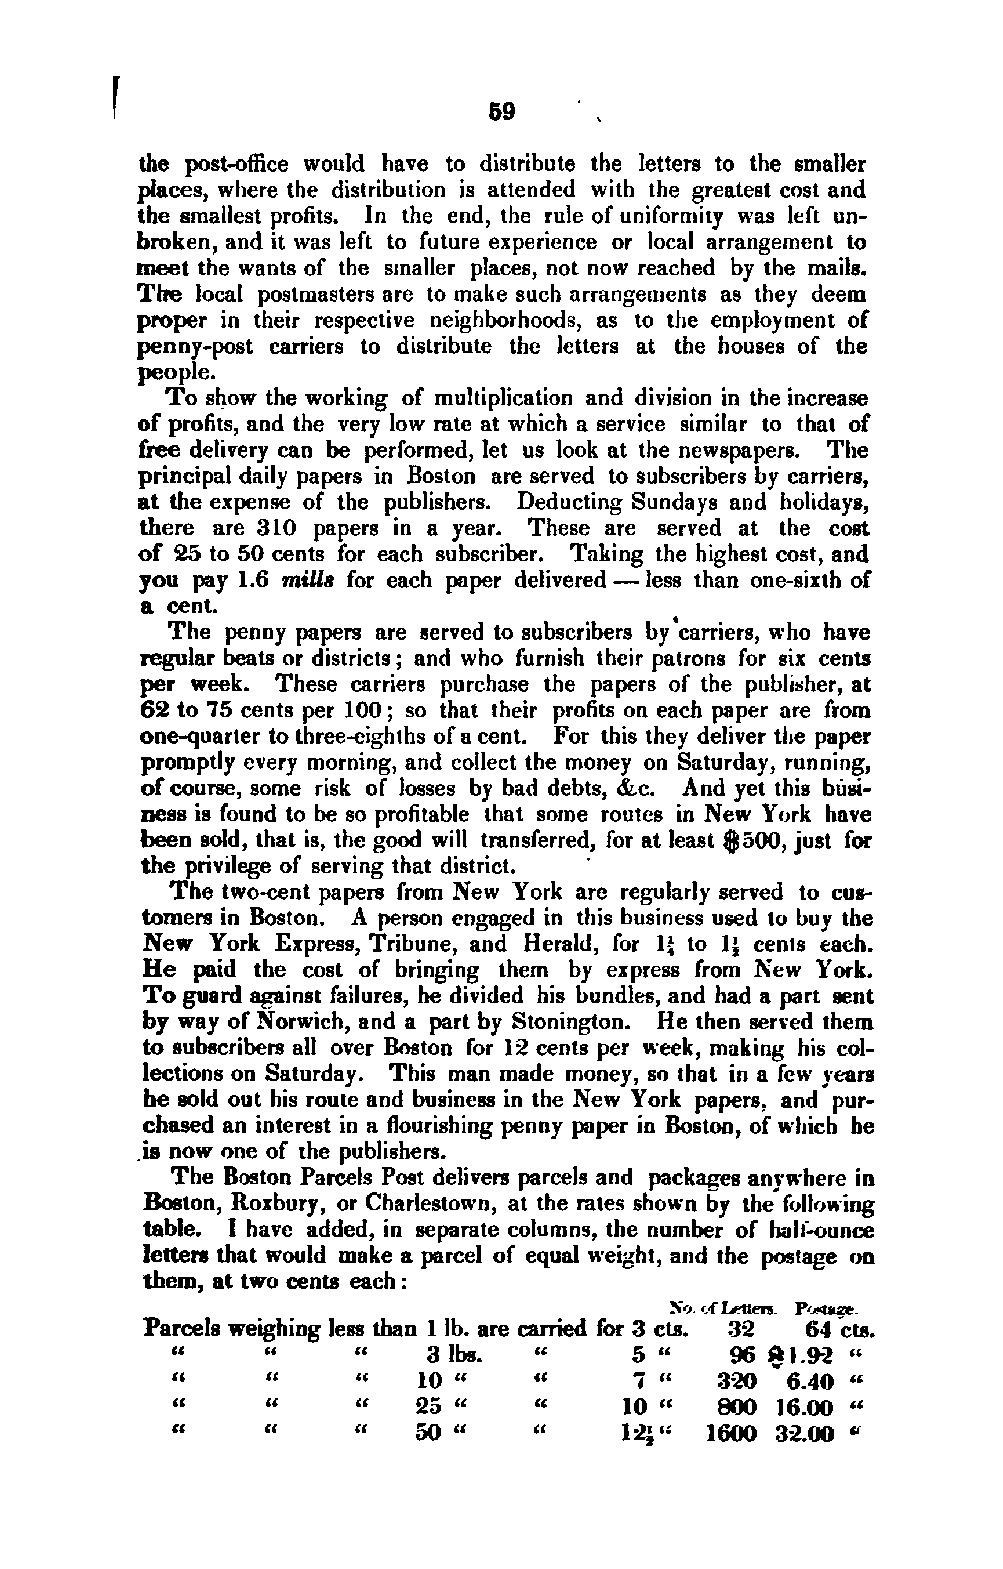 59
the post-office would have to distribute the letters to the smaller
places, where the distribution is attended with the greatest cost and
the smallest profits. In the end, the rule of uniformity was left un-
broken, and it was left to future experience or local arrangement to
meet the wants of the smaller places, not now reached by the mails.
The local postmasters are to make such arrangements as they deem
proper in their respective neighborhoods, as to the employment of
penny-post carriers to distribute the letters at the houses of the
people.
To show the working of multiplication and division in the increase
of profits, and the very low rate at which a service similar to that of
free delivery can be performed, let us look at the newspapers. The
principal daily papers in Boston are served to subscribers by carriers,
at the expense of the publishers. Deducting Sundays and holidays,
there are 310 papers in a year. These are served at the cost
of 25 to 50 cents for each subscriber. Taking the highest cost, and
you pay 1.6 mills for each paper delivered — less than one-sixth of
a cent.
The penny papers are served to subscribers by carriers, who have
regular beats or districts; and who furnish their patrons for six cents
per week. These carriers purchase the papers of the publisher, at
62 to 75 cents per 100; so that their profits on each paper are from
one-quarter to three-eighths of a cent. For this they deliver the paper
promptly every morning, and collect the money on Saturday, running,
of course, some risk of losses by bad debts, &c. And yet this busi-
ness is found to be so profitable that some routes in New York have
been sold, that is, the good will transferred, for at least $500, just for
the privilege of serving that district.
The two-cent papers from New York are regularly served to cus-
tomers in Boston. A person engaged in this business used to buy the
New York Express, Tribune, and Herald, for 1¼ to 1½ cents each.
He paid the cost of bringing them by express from New York.
To guard against failures, he divided his bundles, and had a part sent
by way of Norwich, and a part by Stonington. He then served them
to subscribers all over Boston for 12 cents per week, making his col-
lections on Saturday. This man made money, so that in a few years
he sold out his route and business in the New York papers, and pur-
chased an interest in a flourishing penny paper in Boston, of which he
is now one of the publishers.
The Boston Parcels Post delivers parcels and packages anywhere in
Boston, Roxbury, or Charlestown, at the rates shown by the following
table. I have added, in separate columns, the number of half-ounce
letters that would make a parcel of equal weight, and the postage on
them, at two cents each:
No. of Letters. Postage.
Parcels weighing less than 1 lb. are carried for 3 cts. 32 64 cts.
“ “ “ 3 lbs. “ 5 “ 96 $1.92 “
“ “ “ 10 “ “ 7 “ 320 6.40 “
“ “ “ 25 “ “ 10 “ 800 16.00 “
“ “ “ 50 “ “ 12½ “ 1600 32.00 “